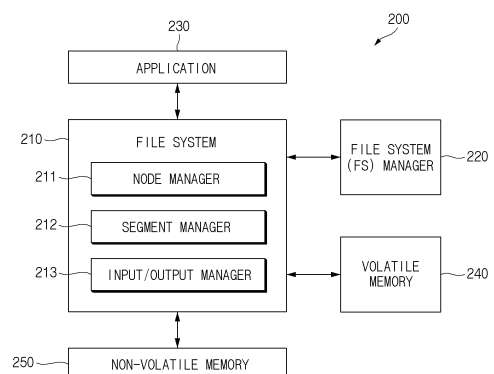 230
200
APPLICATION
210
FILE SYSTEM
211
NODE MANAGER
212
SEGMENT MANAGER
213
INPUT/OUTPUT MANAGER
FILE SYSTEM
(FS) MANAGER
220
VOLATILE
MEMORY
240
250
NON-VOLATILE MEMORY